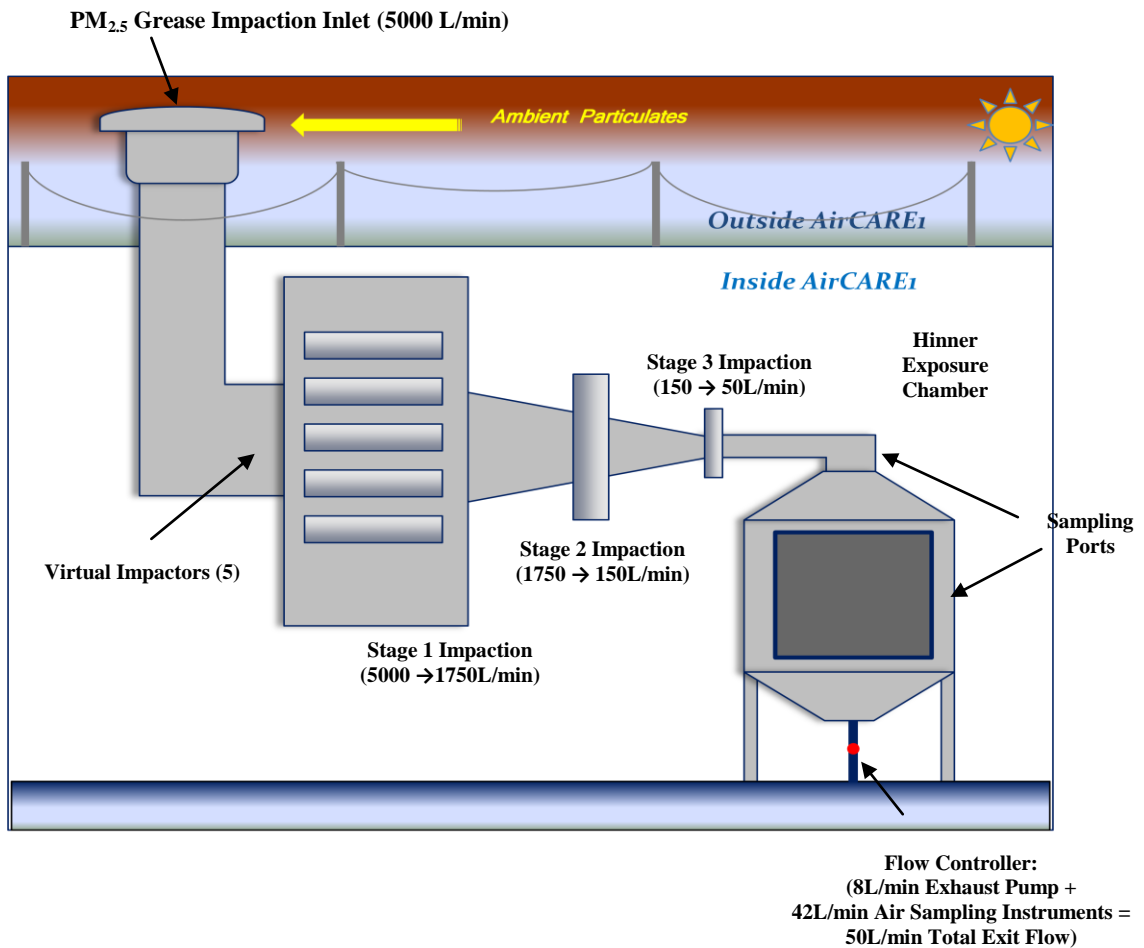 PM2.5 Grease Impaction Inlet (5000 L/min)
Ambient Particulates
Outside AirCARE1
Inside AirCARE1
Hinner
Exposure
Chamber
Stage 3 Impaction
(150 → 50L/min)
Sampling
Ports
Stage 2 Impaction
(1750 → 150L/min)
Virtual Impactors (5)
Stage 1 Impaction
(5000 →1750L/min)
Flow Controller:
(8L/min Exhaust Pump +
42L/min Air Sampling Instruments =
50L/min Total Exit Flow)